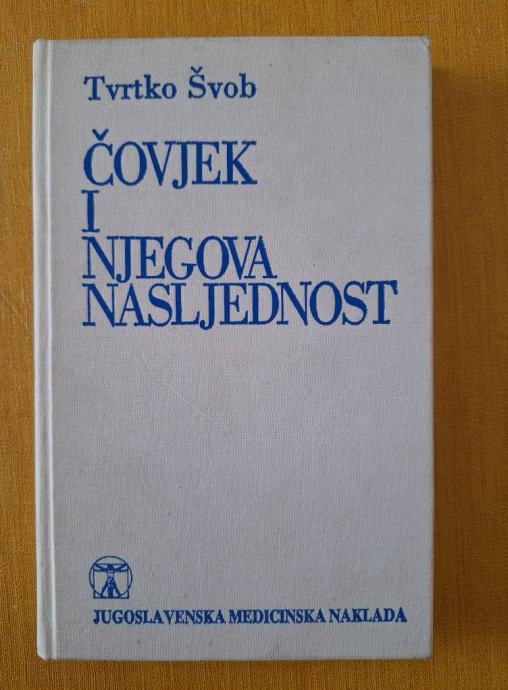 Tvrtko Švob
ČOVJEK
I
NJEGOVA
NASLJEDNOST
JUGOSLAVENSKA MEDICINSKA NAKLADA